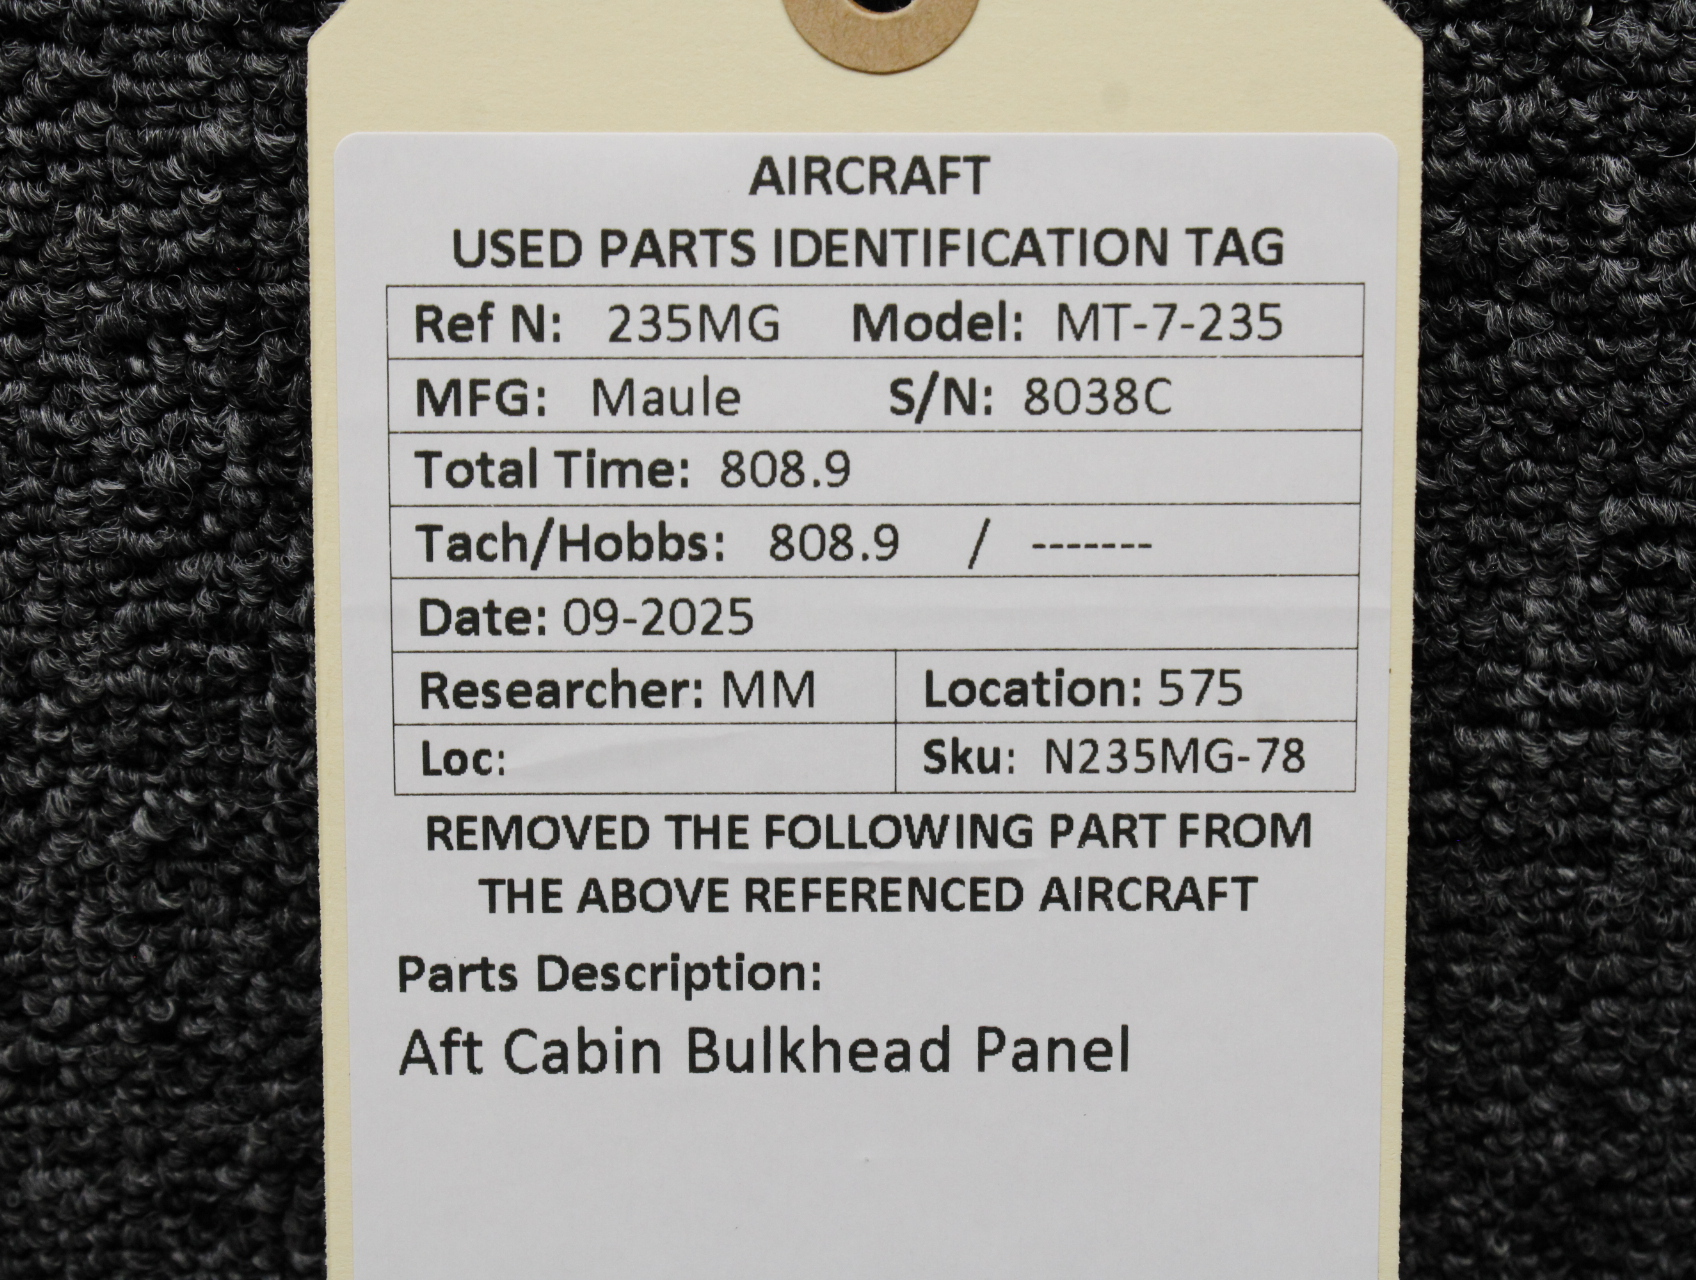 AIRCRAFT
USED PARTS IDENTIFICATION TAG
Ref N: 235MG Model: MT-7-235
MFG: Maule S/N: 8038C
Total Time: 808.9
Tach/Hobbs: 808.9 / -------
Date: 09-2025
Researcher: MM Location: 575
Loc: Sku: N235MG-78
REMOVED THE FOLLOWING PART FROM
THE ABOVE REFERENCED AIRCRAFT
Parts Description:
Aft Cabin Bulkhead Panel